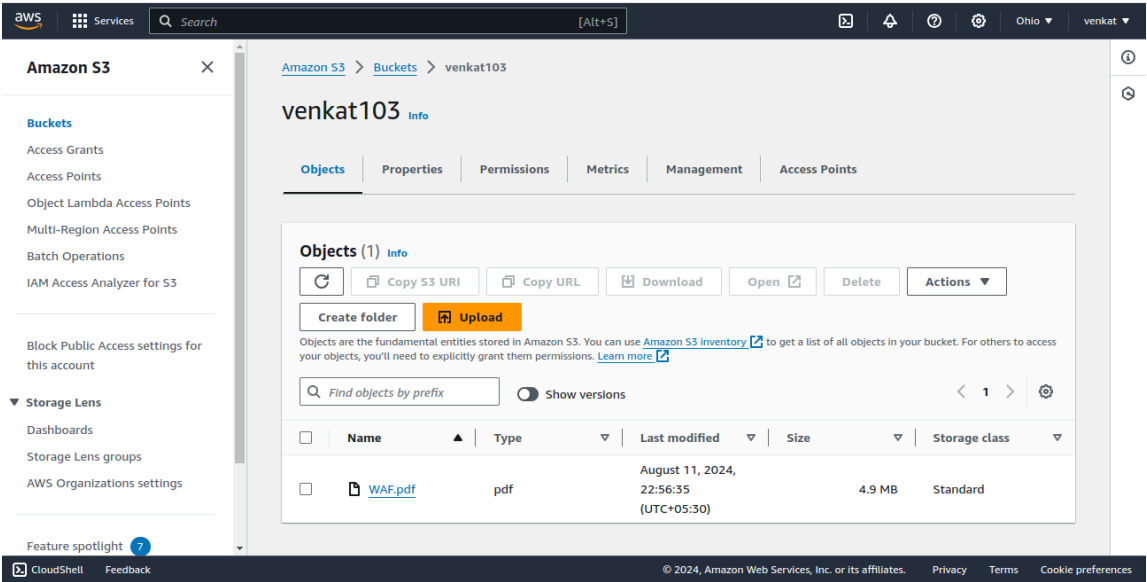 aws Services Search [Alt+S] Ohio ▼ venkat ▼
Amazon S3
Buckets
Access Grants
Access Points
Object Lambda Access Points
Multi-Region Access Points
Batch Operations
IAM Access Analyzer for S3
Block Public Access settings for
this account
Storage Lens
Dashboards
Storage Lens groups
AWS Organizations settings
Feature spotlight 7
Amazon S3 > Buckets > venkat103
venkat103 Info
Objects Properties Permissions Metrics Management Access Points
Objects (1) Info
Copy S3 URI Copy URL Download Open Delete Actions ▼
Create folder Upload
Objects are the fundamental entities stored in Amazon S3. You can use Amazon S3 inventory to get a list of all objects in your bucket. For others to access
your objects, you'll need to explicitly grant them permissions. Learn more
Find objects by prefix Show versions < 1 >
Name Type Last modified Size Storage class
August 11, 2024,
WAF.pdf pdf 22:56:35 4.9 MB Standard
(UTC+05:30)
CloudShell Feedback © 2024, Amazon Web Services, Inc. or its affiliates. Privacy Terms Cookie preferences